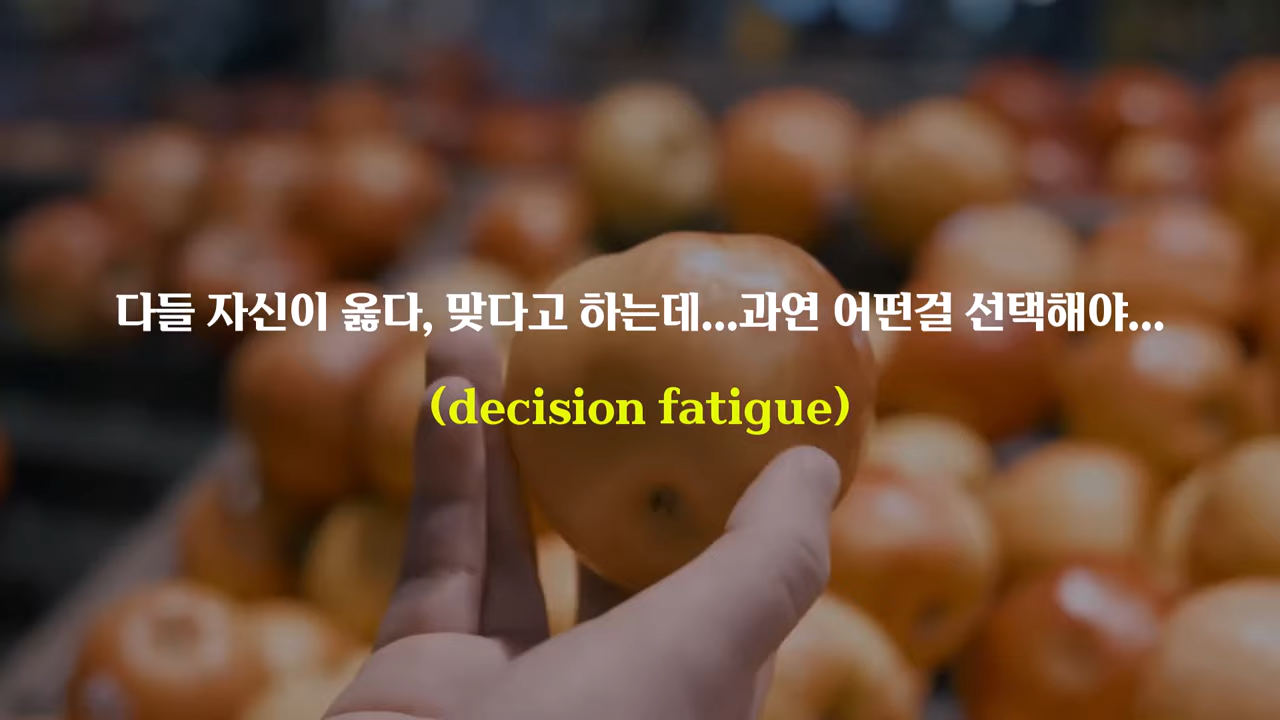 다들 자신이 옳다, 맞다고 하는데...과연 어떤걸 선택해야...
(decision fatigue)